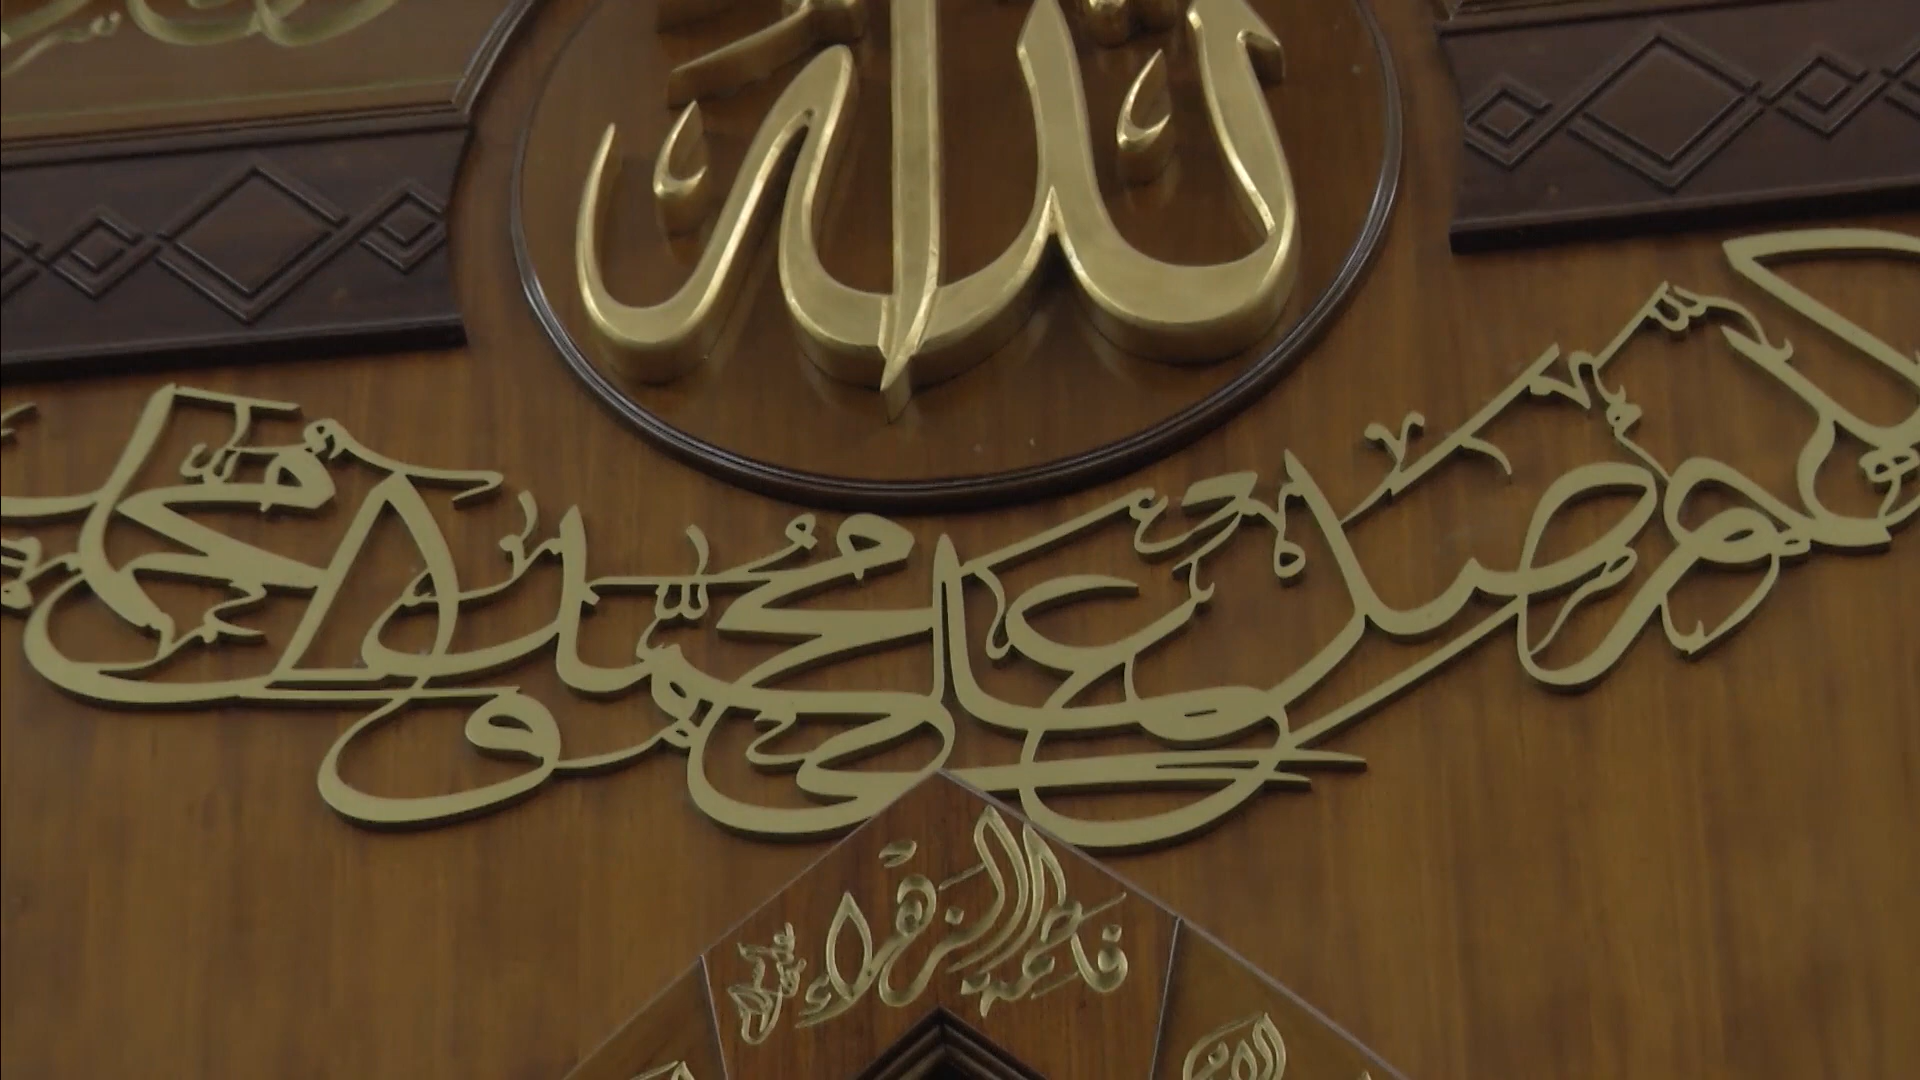 الله
اللهم صل على محمد وآل محمد
فاطمة الزهراء